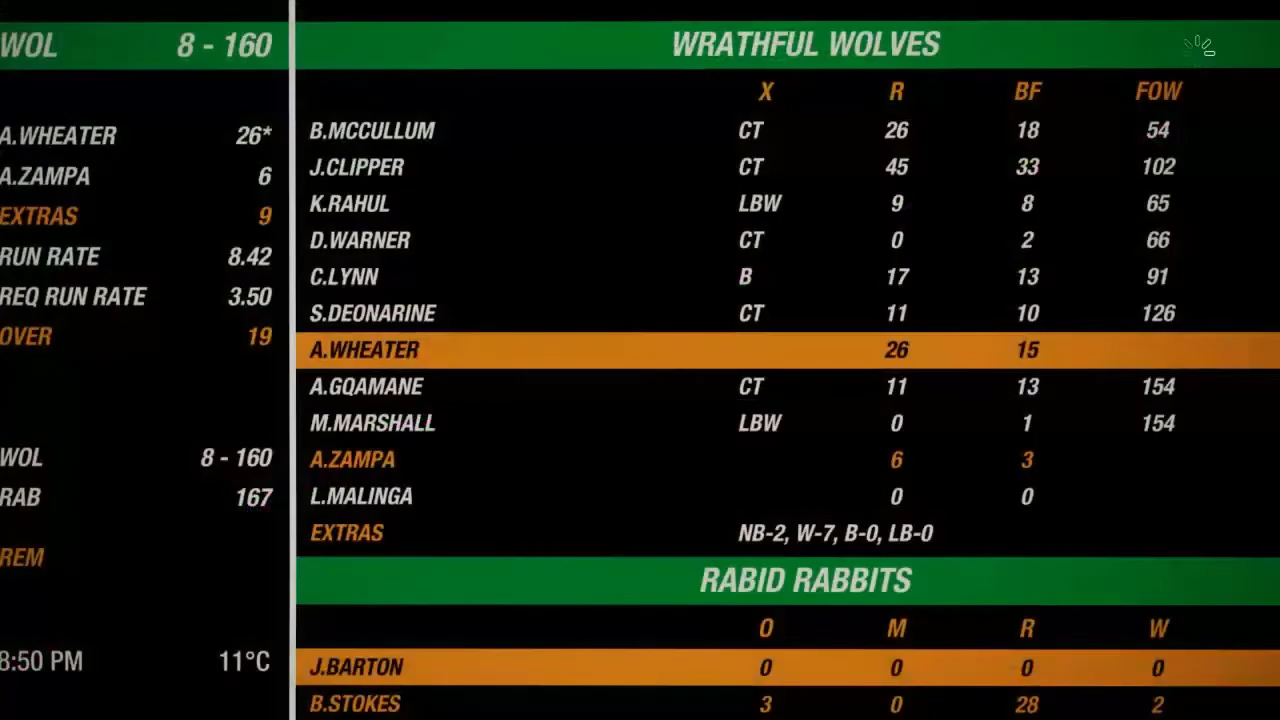 WOL 8 - 160
A.WHEATER 26*
A.ZAMPA 6
EXTRAS 9
RUN RATE 8.42
REQ RUN RATE 3.50
OVER 19
WOL 8 - 160
RAB 167
REM
8:50 PM 11°C
WRATHFUL WOLVES
X R BF FOW
B.MCCULLUM CT 26 18 54
J.CLIPPER CT 45 33 102
K.RAHUL LBW 9 8 65
D.WARNER CT 0 2 66
C.LYNN B 17 13 91
S.DEONARINE CT 11 10 126
A.WHEATER 26 15
A.GQAMANE CT 11 13 154
M.MARSHALL LBW 0 1 154
A.ZAMPA 6 3
L.MALINGA 0 0
EXTRAS NB-2, W-7, B-0, LB-0
RABID RABBITS
O M R W
J.BARTON 0 0 0 0
B.STOKES 3 0 28 2